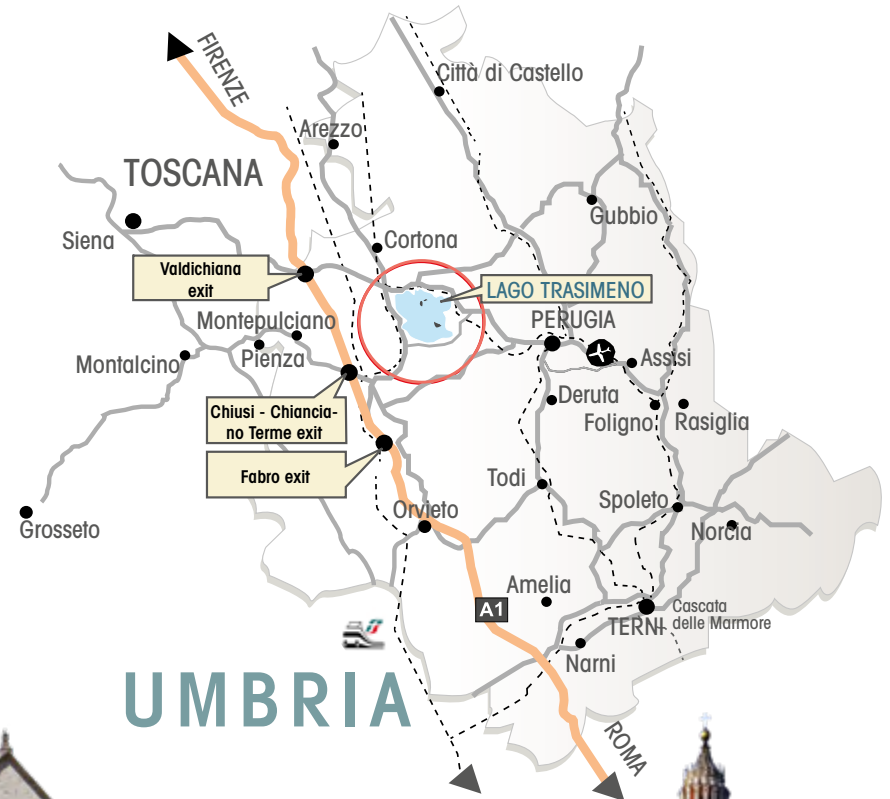 FIRENZE
Città di Castello
Arezzo
TOSCANA
Gubbio
Siena
Cortona
Valdichiana
exit
LAGO TRASIMENO
Montepulciano
PERUGIA
Montalcino
Pienza
Assisi
Chiusi - Chiancia-
no Terme exit
Deruta
Foligno
Rasiglia
Fabro exit
Todi
Spoleto
Orvieto
Norcia
Grosseto
Amelia
A1
Cascata
delle Marmore
TERNI
Narni
UMBRIA
ROMA